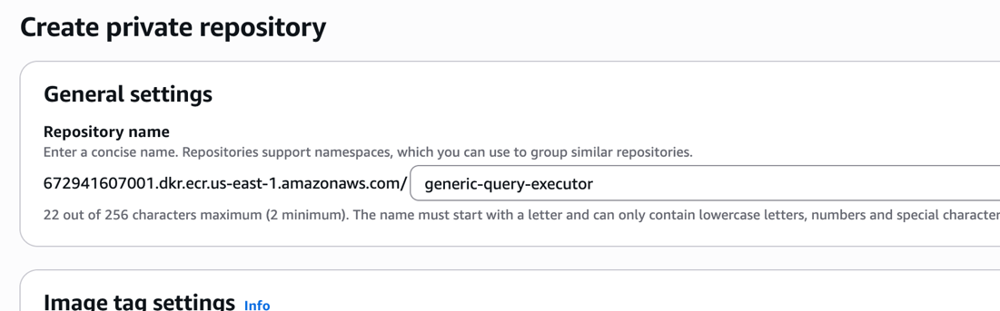 Create private repository
General settings
Repository name
Enter a concise name. Repositories support namespaces, which you can use to group similar repositories.
672941607001.dkr.ecr.us-east-1.amazonaws.com/ generic-query-executor
22 out of 256 characters maximum (2 minimum). The name must start with a letter and can only contain lowercase letters, numbers and special
Image tag settings Info